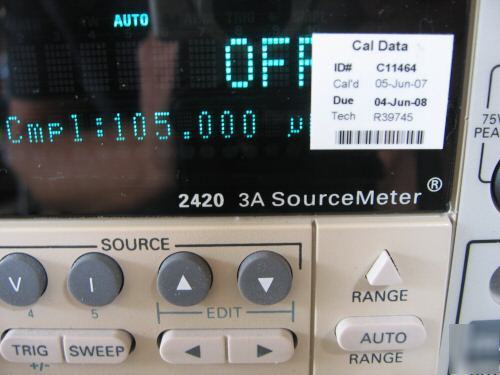 AUTO
OFF
Cmpl:105.000 µ
Cal Data
ID# C11464
Cal'd 05-Jun-07
Due 04-Jun-08
Tech R39745
75V
PEA
2420 3A SourceMeter®
SOURCE
V I
4 5
EDIT
RANGE
TRIG SWEEP
+/-
AUTO
RANGE